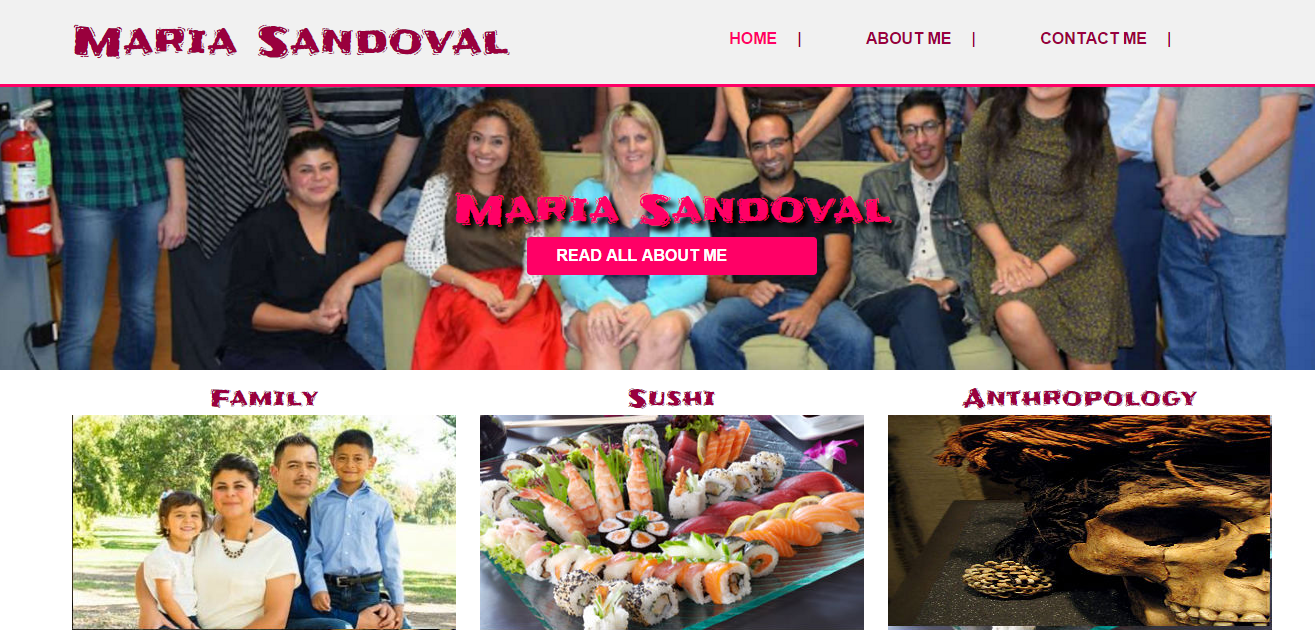 Maria Sandoval
HOME | ABOUT ME | CONTACT ME |
Maria Sandoval
READ ALL ABOUT ME
Family Sushi Anthropology